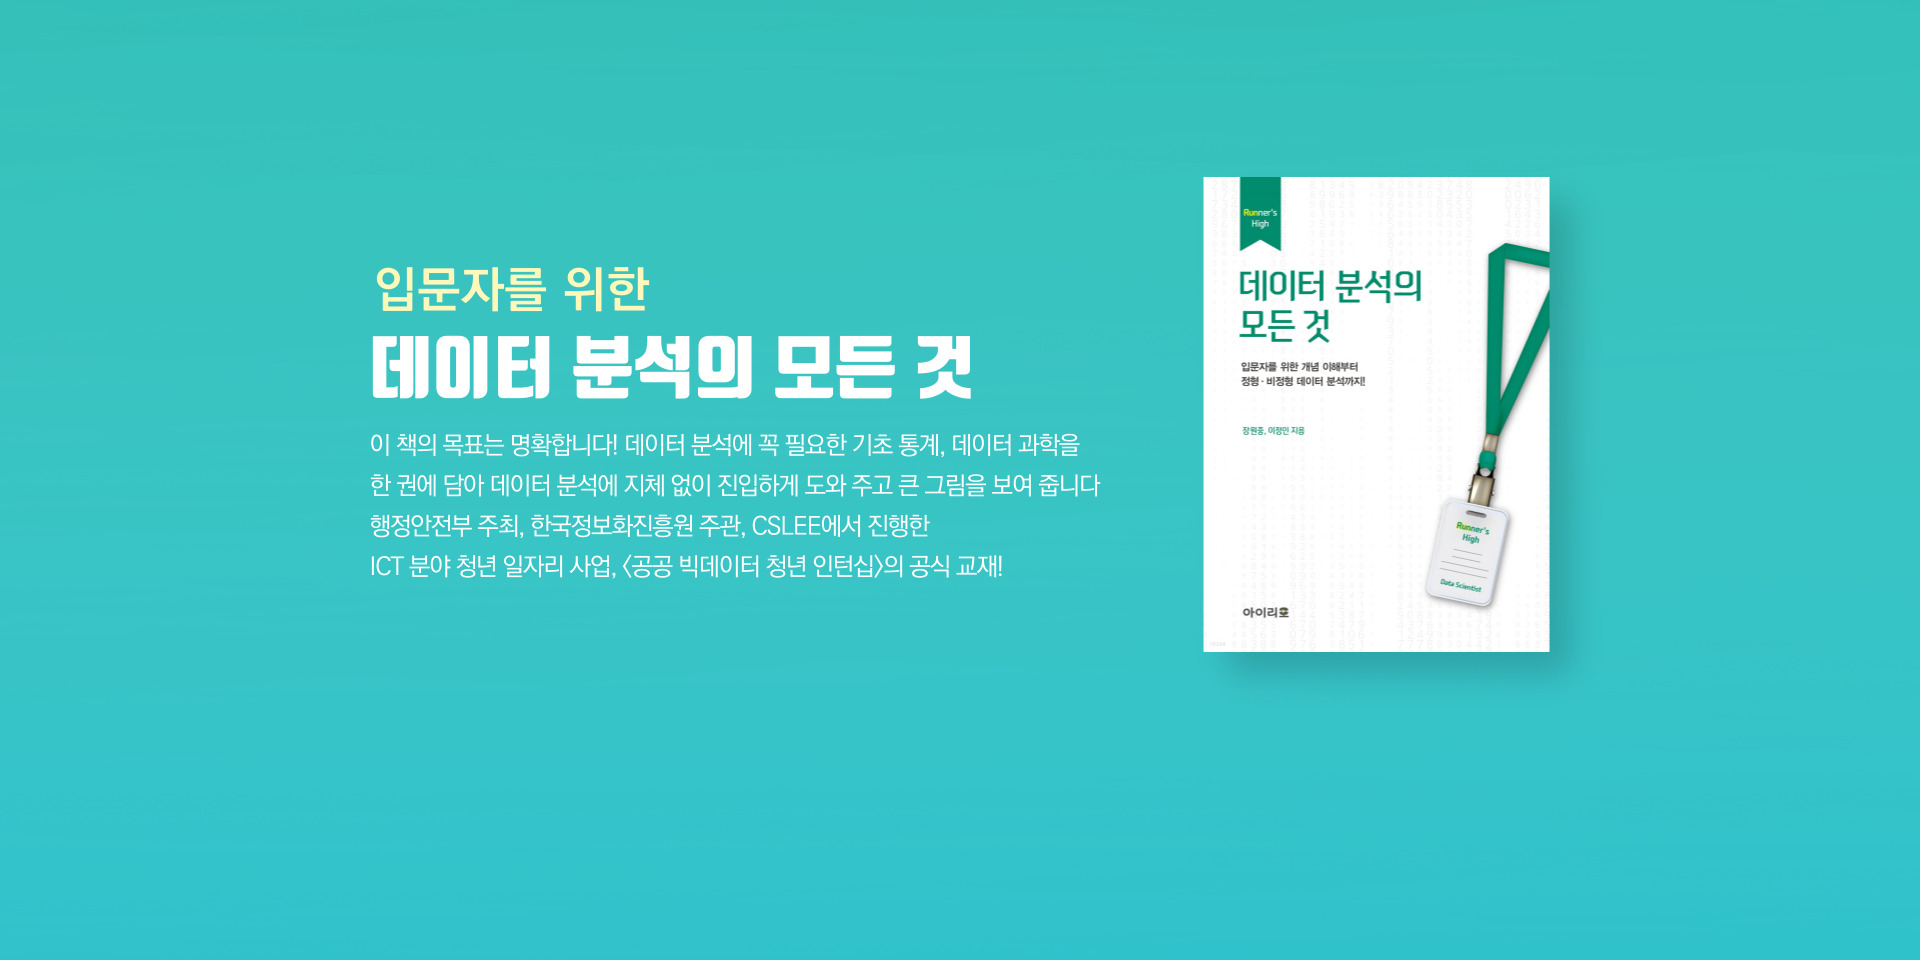 입문자를 위한
데이터 분석의 모든 것
이 책의 목표는 명확합니다! 데이터 분석에 꼭 필요한 기초 통계, 데이터 과학을
한 권에 담아 데이터 분석에 지체 없이 진입하게 도와 주고 큰 그림을 보여 줍니다
행정안전부 주최, 한국정보화진흥원 주관, CSLEE에서 진행한
ICT 분야 청년 일자리 사업, <공공 빅데이터 청년 인턴십>의 공식 교재!
Runner's
High
데이터 분석의
모든 것
입문자를 위한 개념 이해부터
정형 · 비정형 데이터 분석까지!
장원중, 이정인 지음
Runner's
High
Data Scientist
아이리포